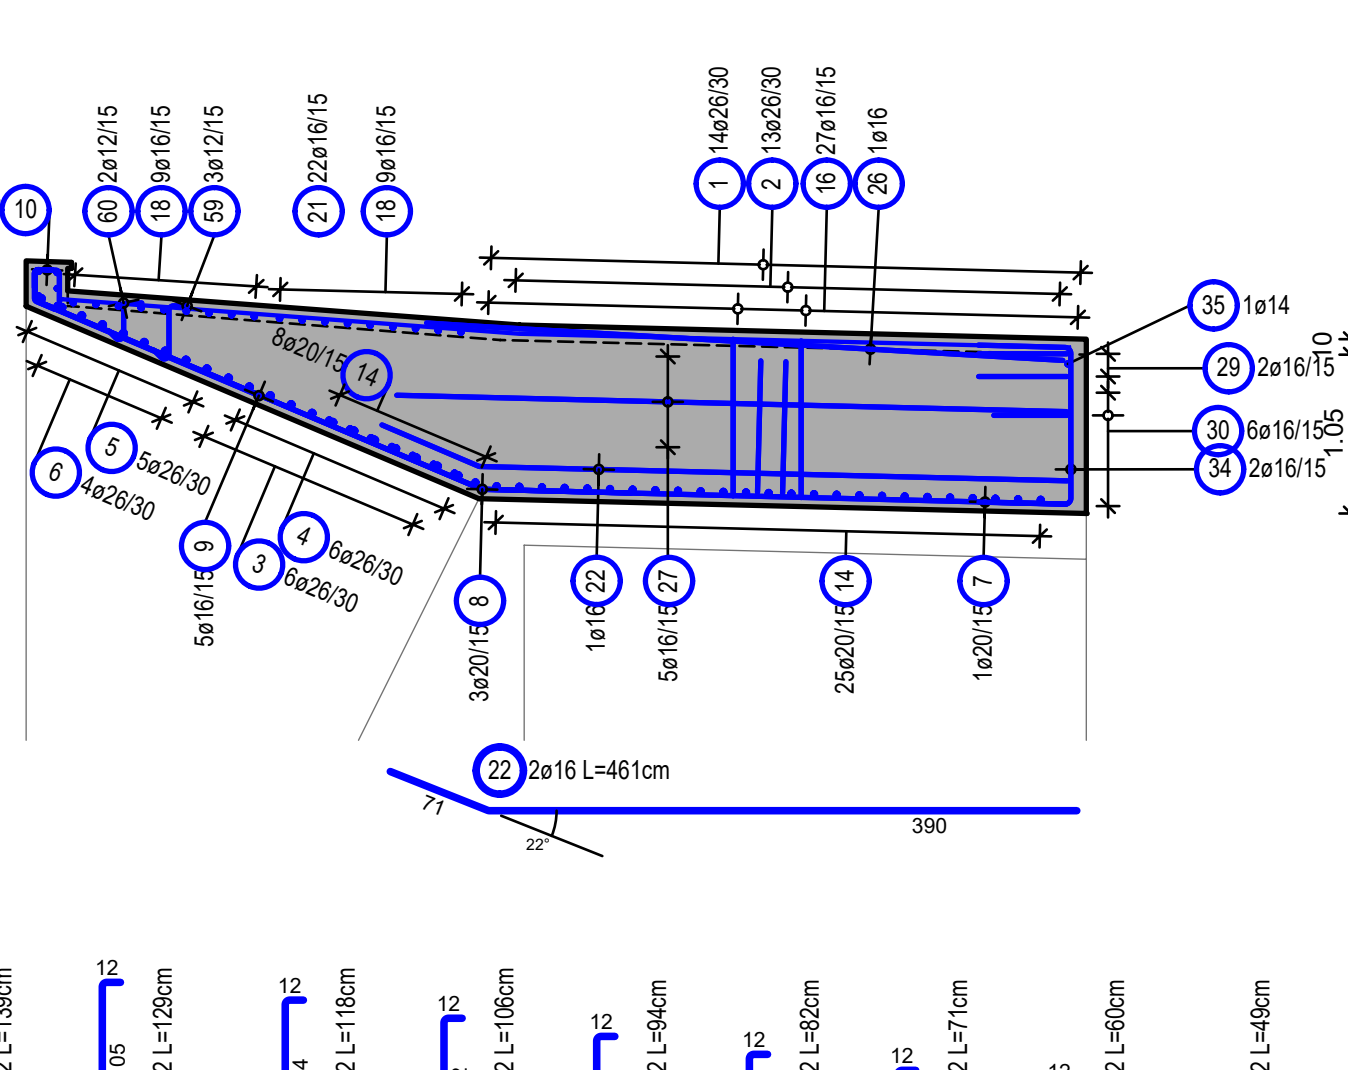 10
60 2ø12/15
18 9ø16/15
59 3ø12/15
21 22ø16/15
18 9ø16/15
1 14ø26/30
2 13ø26/30
16 27ø16/15
26 1ø16
35 1ø14
29 2ø16/15
30 6ø16/15
34 2ø16/15
10
1.05
8ø20/15
14
5 5ø26/30
6 4ø26/30
9 5ø16/15
4 6ø26/30
3 6ø26/30
8 3ø20/15
22 1ø16
27 5ø16/15
14 25ø20/15
7 1ø20/15
22 2ø16 L=461cm
71
390
22°
2 L=139cm
12
05
2 L=129cm
12
4
2 L=118cm
12
2 L=106cm
12
2 L=94cm
12
2 L=82cm
12
2 L=71cm
12
2 L=60cm
2 L=49cm